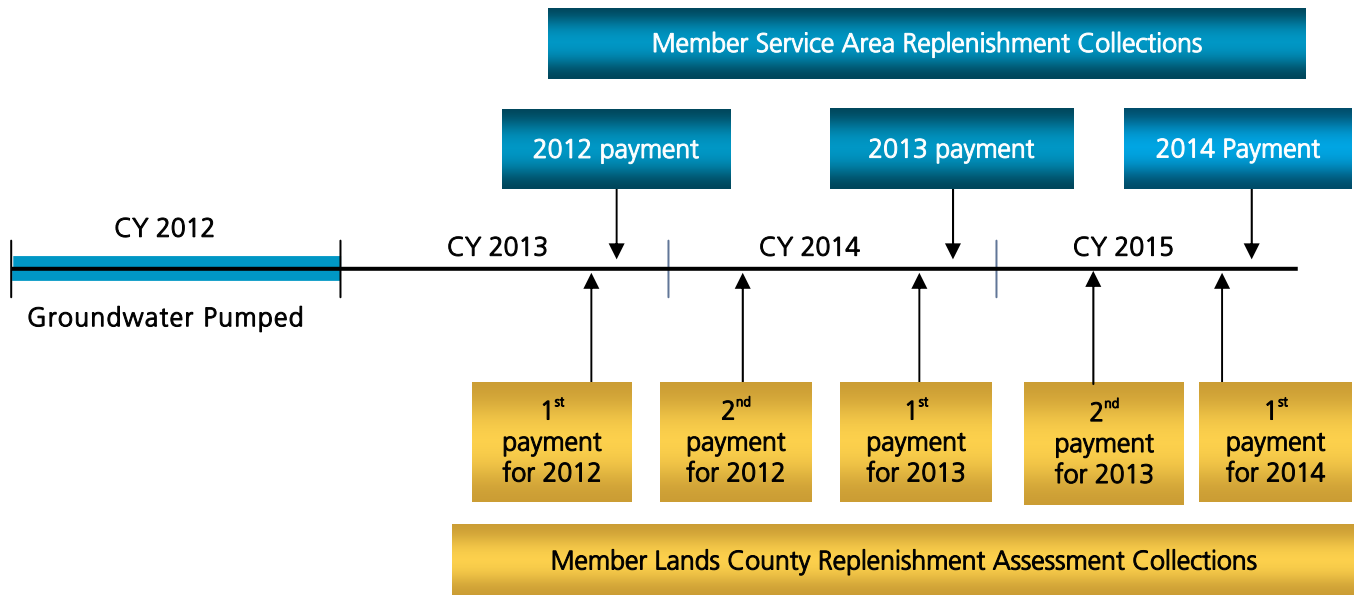 Member Service Area Replenishment Collections
2012 payment
2013 payment
2014 Payment
CY 2012
CY 2013
CY 2014
CY 2015
Groundwater Pumped
1st
payment
for 2012
2nd
payment
for 2012
1st
payment
for 2013
2nd
payment
for 2013
1st
payment
for 2014
Member Lands County Replenishment Assessment Collections